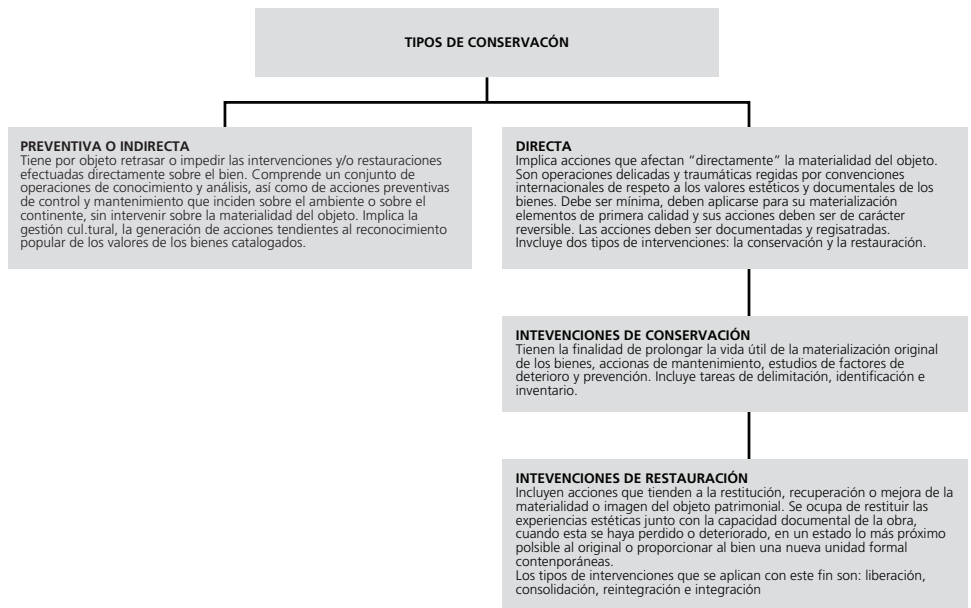 TIPOS DE CONSERVACÓN
PREVENTIVA O INDIRECTA
Tiene por objeto retrasar o impedir las intervenciones y/o restauraciones
efectuadas directamente sobre el bien. Comprende un conjunto de
operaciones de conocimiento y análisis, así como de acciones preventivas
de control y mantenimiento que inciden sobre el ambiente o sobre el
continente, sin intervenir sobre la materialidad del objeto. Implica la
gestión cul.tural, la generación de acciones tendientes al reconocimiento
popular de los valores de los bienes catalogados.
DIRECTA
Implica acciones que afectan “directamente” la materialidad del objeto.
Son operaciones delicadas y traumáticas regidas por convenciones
internacionales de respeto a los valores estéticos y documentales de los
bienes. Debe ser mínima, deben aplicarse para su materialización
elementos de primera calidad y sus acciones deben ser de carácter
reversible. Las acciones deben ser documentadas y regisatradas.
Invcluye dos tipos de intervenciones: la conservación y la restauración.
INTEVENCIONES DE CONSERVACIÓN
Tienen la finalidad de prolongar la vida útil de la materialización original
de los bienes, accionas de mantenimiento, estudios de factores de
deterioro y prevención. Incluye tareas de delimitación, identificación e
inventario.
INTEVENCIONES DE RESTAURACIÓN
Incluyen acciones que tienden a la restitución, recuperación o mejora de la
materialidad o imagen del objeto patrimonial. Se ocupa de restituir las
experiencias estéticas junto con la capacidad documental de la obra,
cuando esta se haya perdido o deteriorado, en un estado lo más próximo
polsible al original o proporcionar al bien una nueva unidad formal
contenporáneas.
Los tipos de intervenciones que se aplican con este fin son: liberación,
consolidación, reintegración e integración